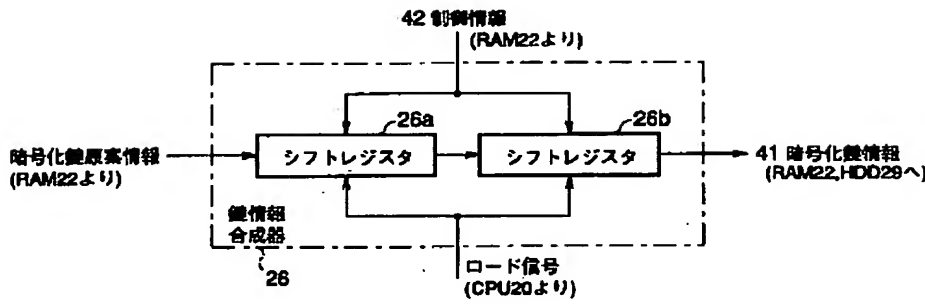 42 制御情報
(RAM22より)
26a
26b
暗号化鍵原案情報
(RAM22より)
シフトレジスタ
シフトレジスタ
41 暗号化鍵情報
(RAM22,HDD29へ)
鍵情報
合成器
26
ロード信号
(CPU20より)